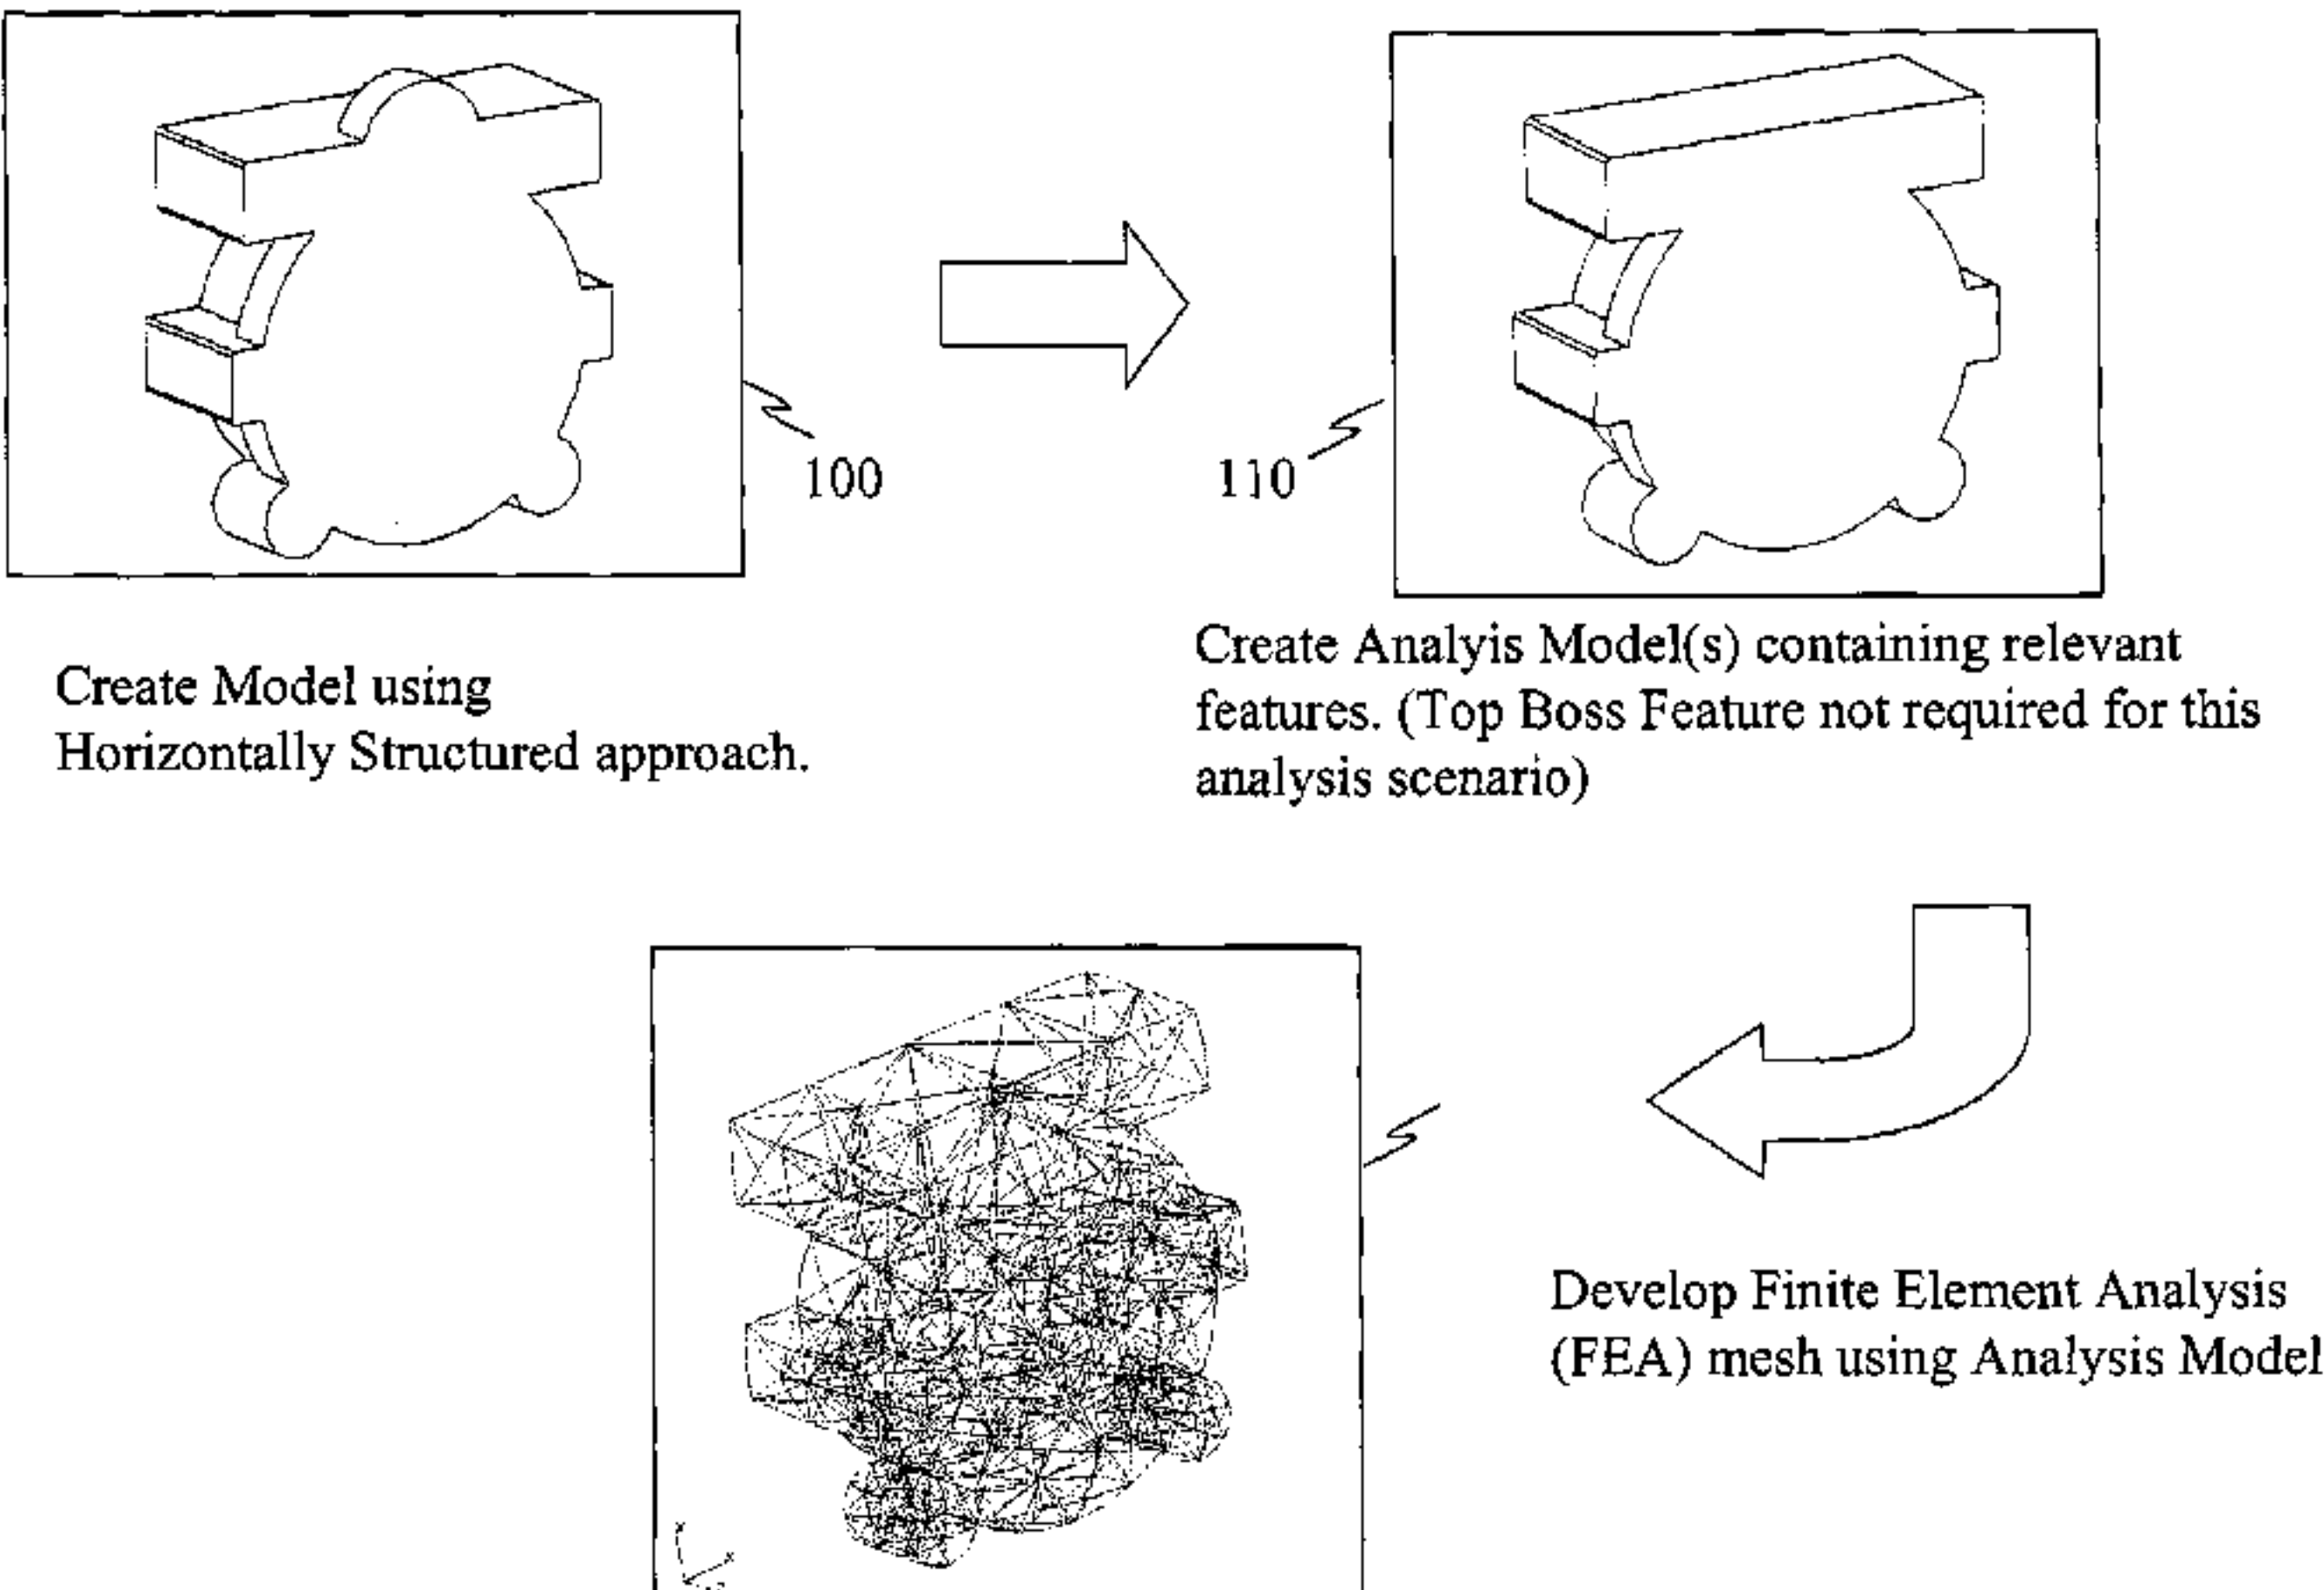 100
110
Create Model using
Horizontally Structured approach.
Create Analyis Model(s) containing relevant
features. (Top Boss Feature not required for this
analysis scenario)
Develop Finite Element Analysis
(FEA) mesh using Analysis Model